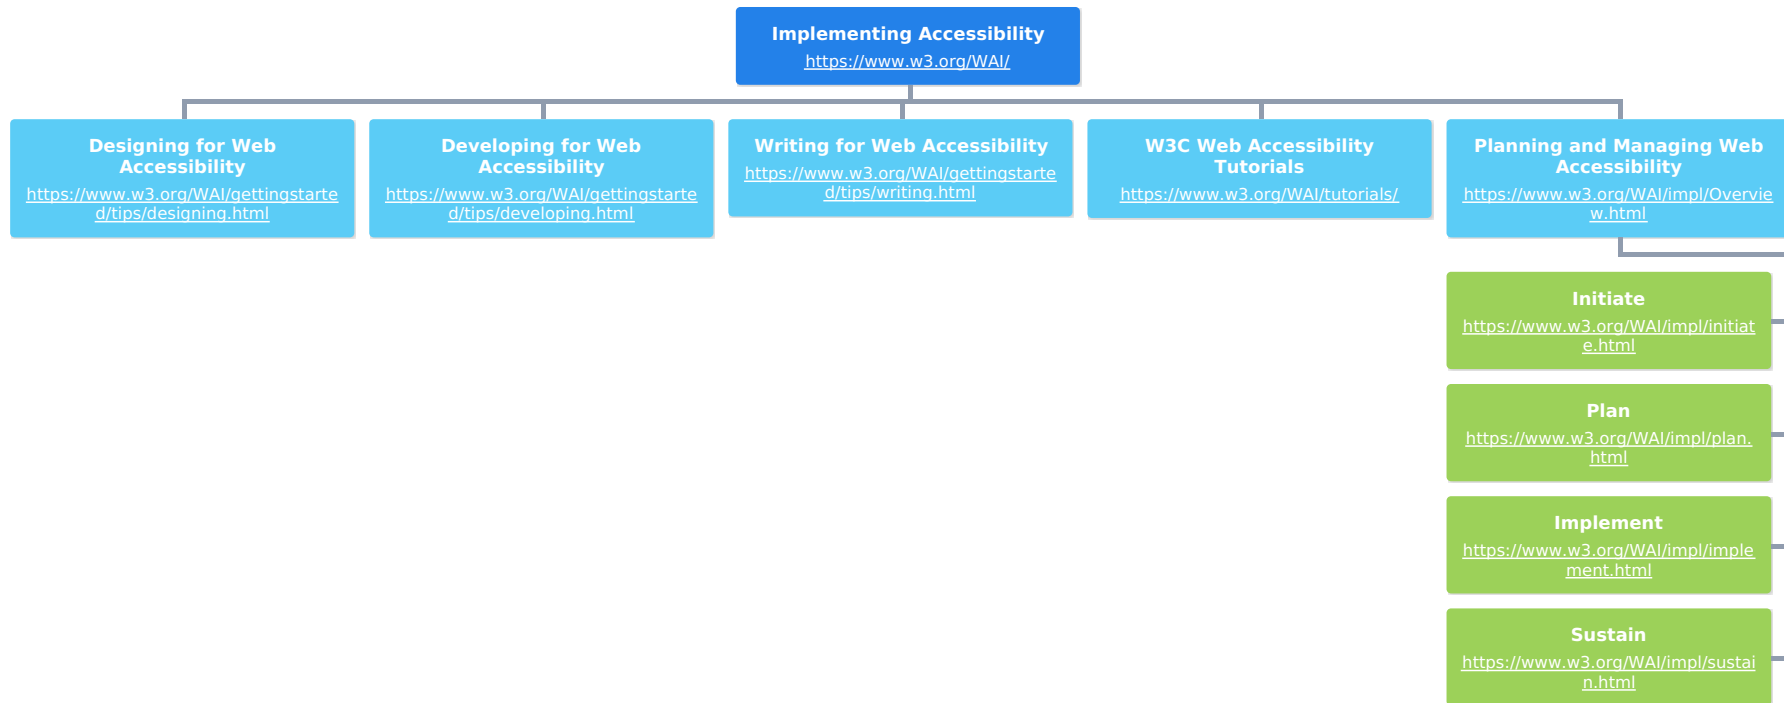 Implementing Accessibility
https://www.w3.org/WAI/
Designing for Web
Accessibility
https://www.w3.org/WAI/gettingstarte
d/tips/designing.html
Developing for Web
Accessibility
https://www.w3.org/WAI/gettingstarte
d/tips/developing.html
Writing for Web Accessibility
https://www.w3.org/WAI/gettingstarte
d/tips/writing.html
W3C Web Accessibility
Tutorials
https://www.w3.org/WAI/tutorials/
Planning and Managing Web
Accessibility
https://www.w3.org/WAI/impl/Overvie
w.html
Initiate
https://www.w3.org/WAI/impl/initiat
e.html
Plan
https://www.w3.org/WAI/impl/plan.
html
Implement
https://www.w3.org/WAI/impl/imple
ment.html
Sustain
https://www.w3.org/WAI/impl/sustai
n.html